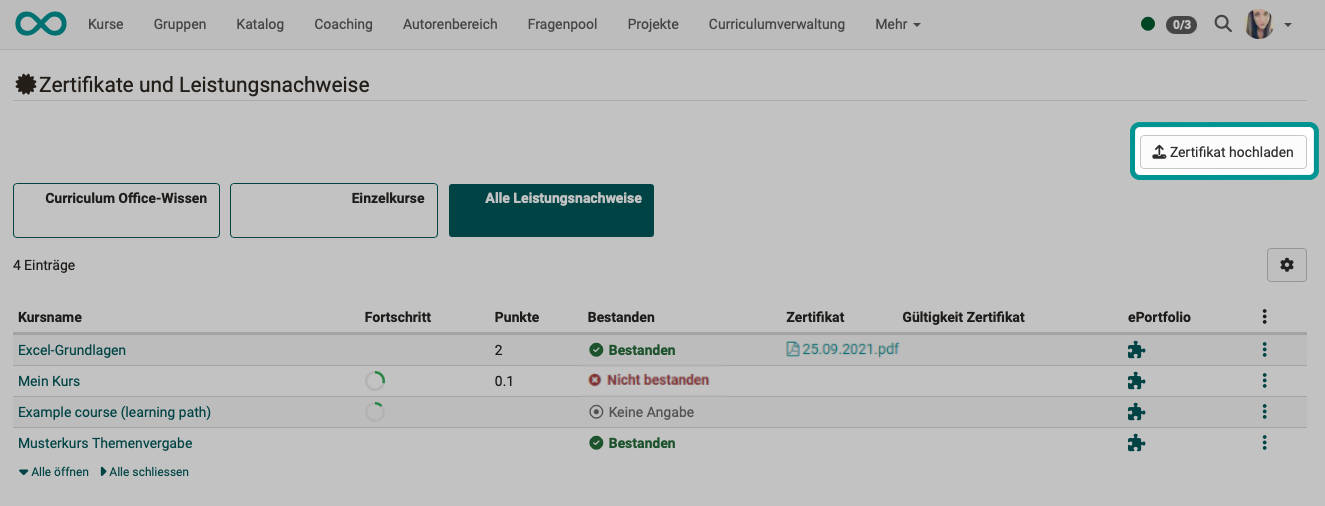 Kurse Gruppen Katalog Coaching Autorenbereich Fragenpool Projekte Curriculumverwaltung Mehr 0/3
Zertifikate und Leistungsnachweise
Zertifikat hochladen
Curriculum Office-Wissen Einzelkurse Alle Leistungsnachweise
4 Einträge
Kursname Fortschritt Punkte Bestanden Zertifikat Gültigkeit Zertifikat ePortfolio
Excel-Grundlagen 2 Bestanden 25.09.2021.pdf
Mein Kurs 0.1 Nicht bestanden
Example course (learning path) Keine Angabe
Musterkurs Themenvergabe Bestanden
Alle öffnen Alle schliessen